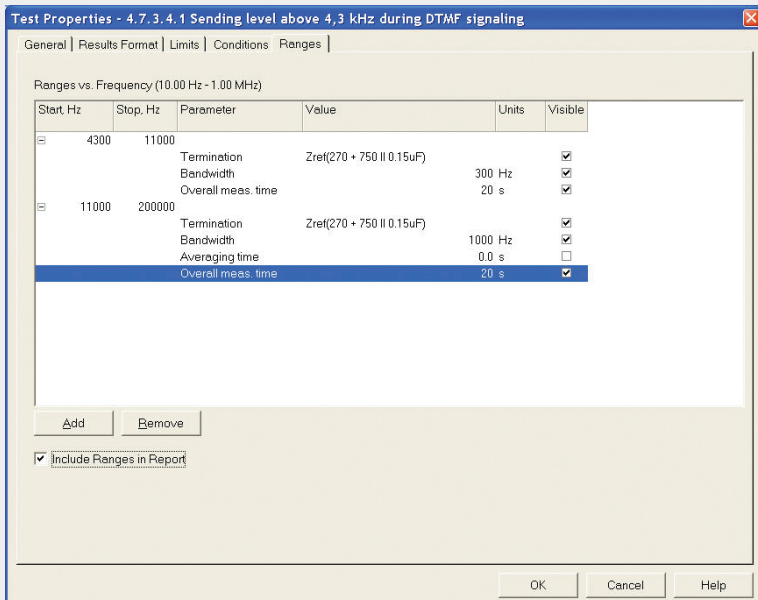 Test Properties - 4.7.3.4.1 Sending level above 4,3 kHz during DTMF signaling
General Results Format Limits Conditions Ranges
Ranges vs. Frequency (10.00 Hz - 1.00 MHz)
Start, Hz Stop, Hz Parameter Value Units Visible
4300 11000
Termination Zref(270 + 750 II 0.15uF)
Bandwidth 300 Hz
Overall meas. time 20 s
11000 200000
Termination Zref(270 + 750 II 0.15uF)
Bandwidth 1000 Hz
Averaging time 0.0 s
Overall meas. time 20 s
Add Remove
Include Ranges in Report
OK Cancel Help